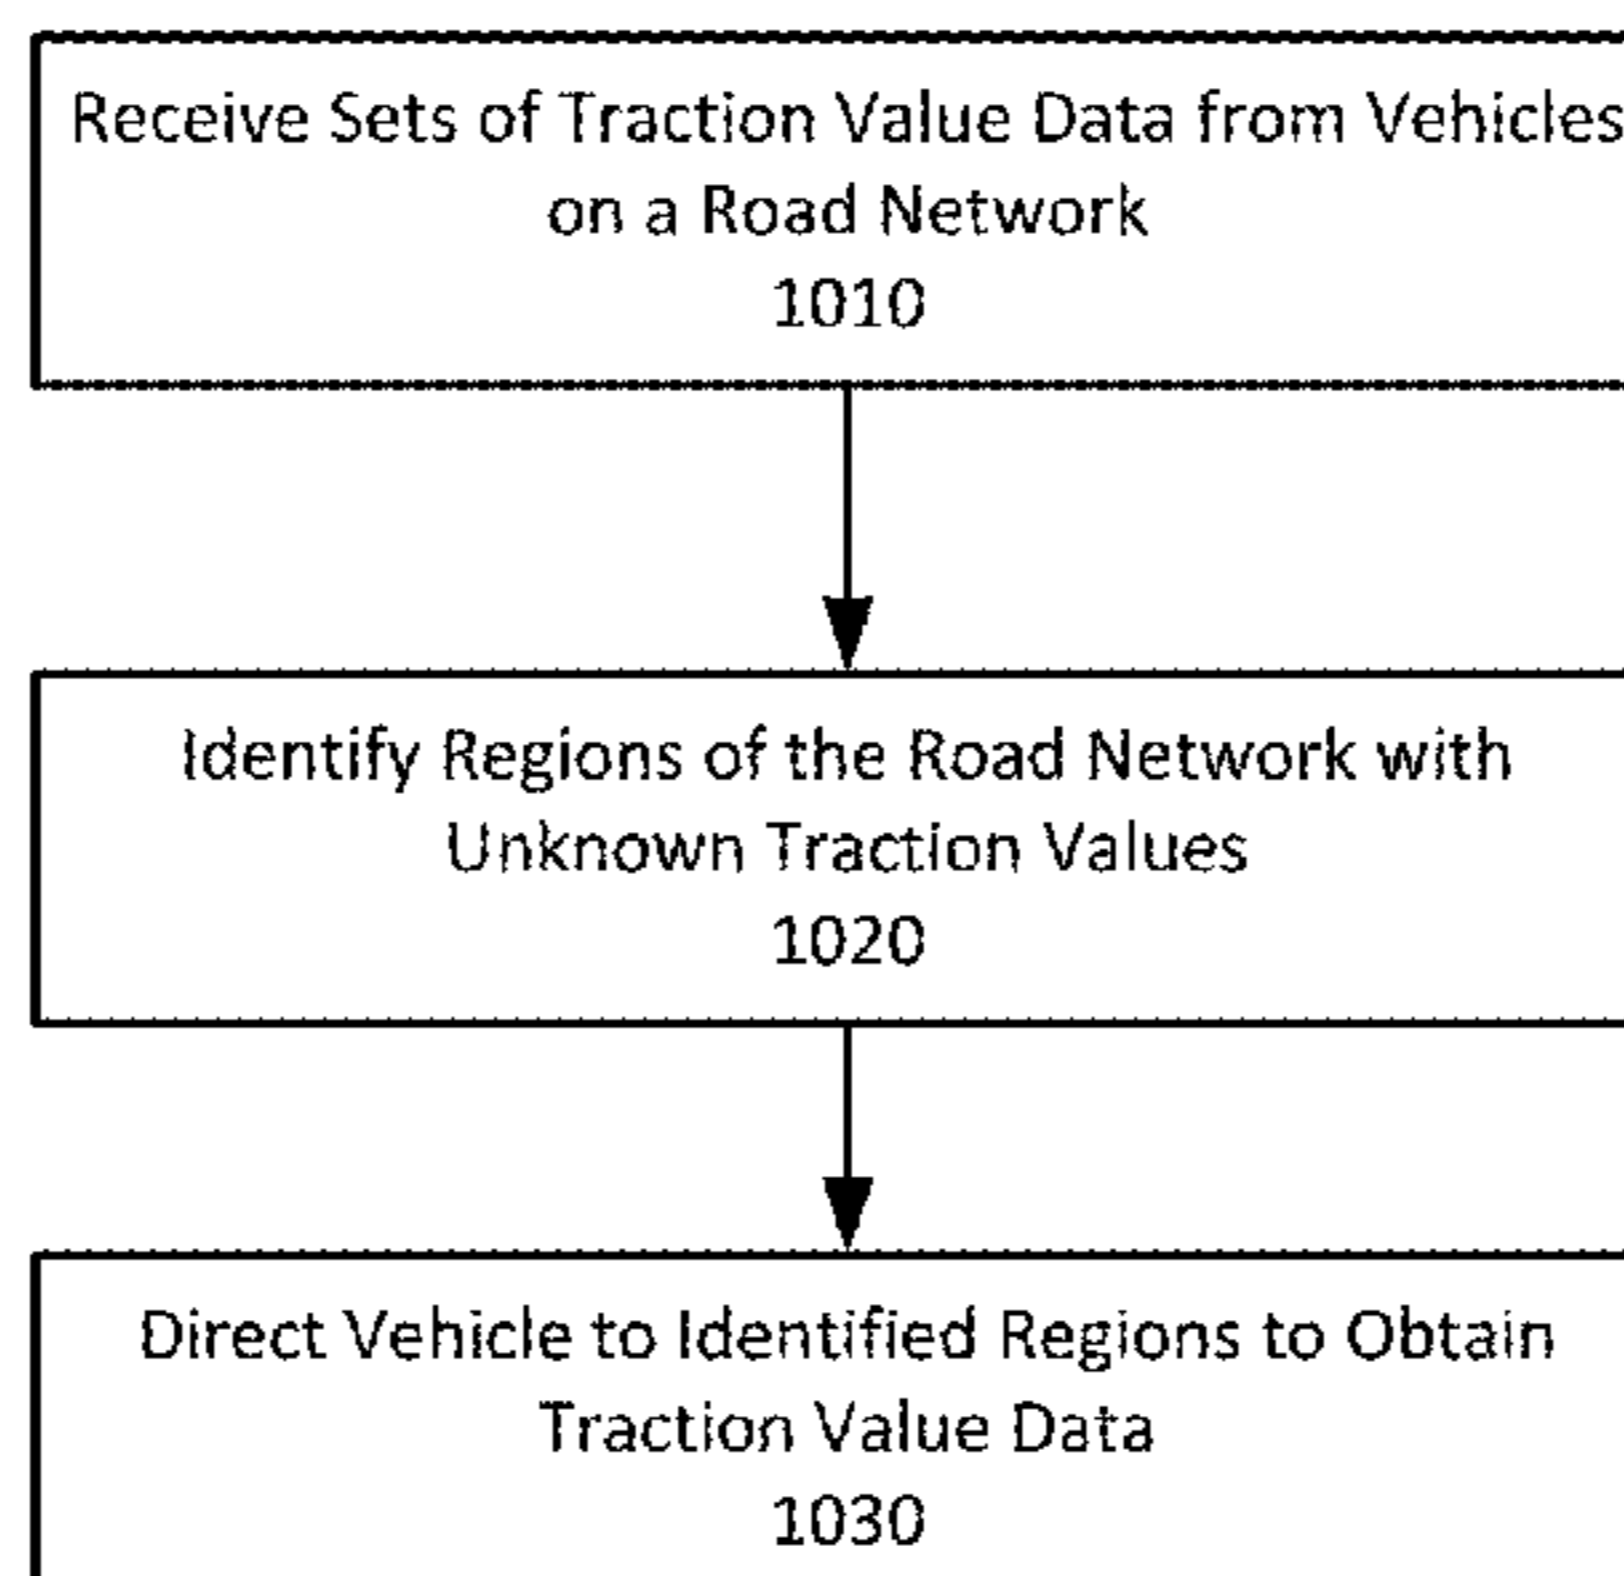 Receive Sets of Traction Value Data from Vehicles
on a Road Network
1010
Identify Regions of the Road Network with
Unknown Traction Values
1020
Direct Vehicle to Identified Regions to Obtain
Traction Value Data
1030